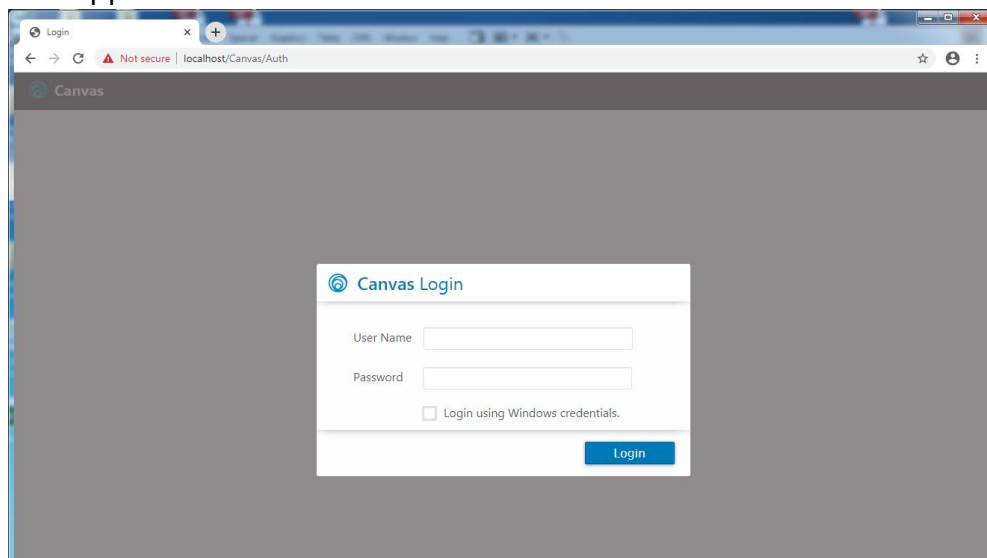 Login
Not secure | localhost/Canvas/Auth
Canvas
Canvas Login
User Name
Password
Login using Windows credentials.
Login